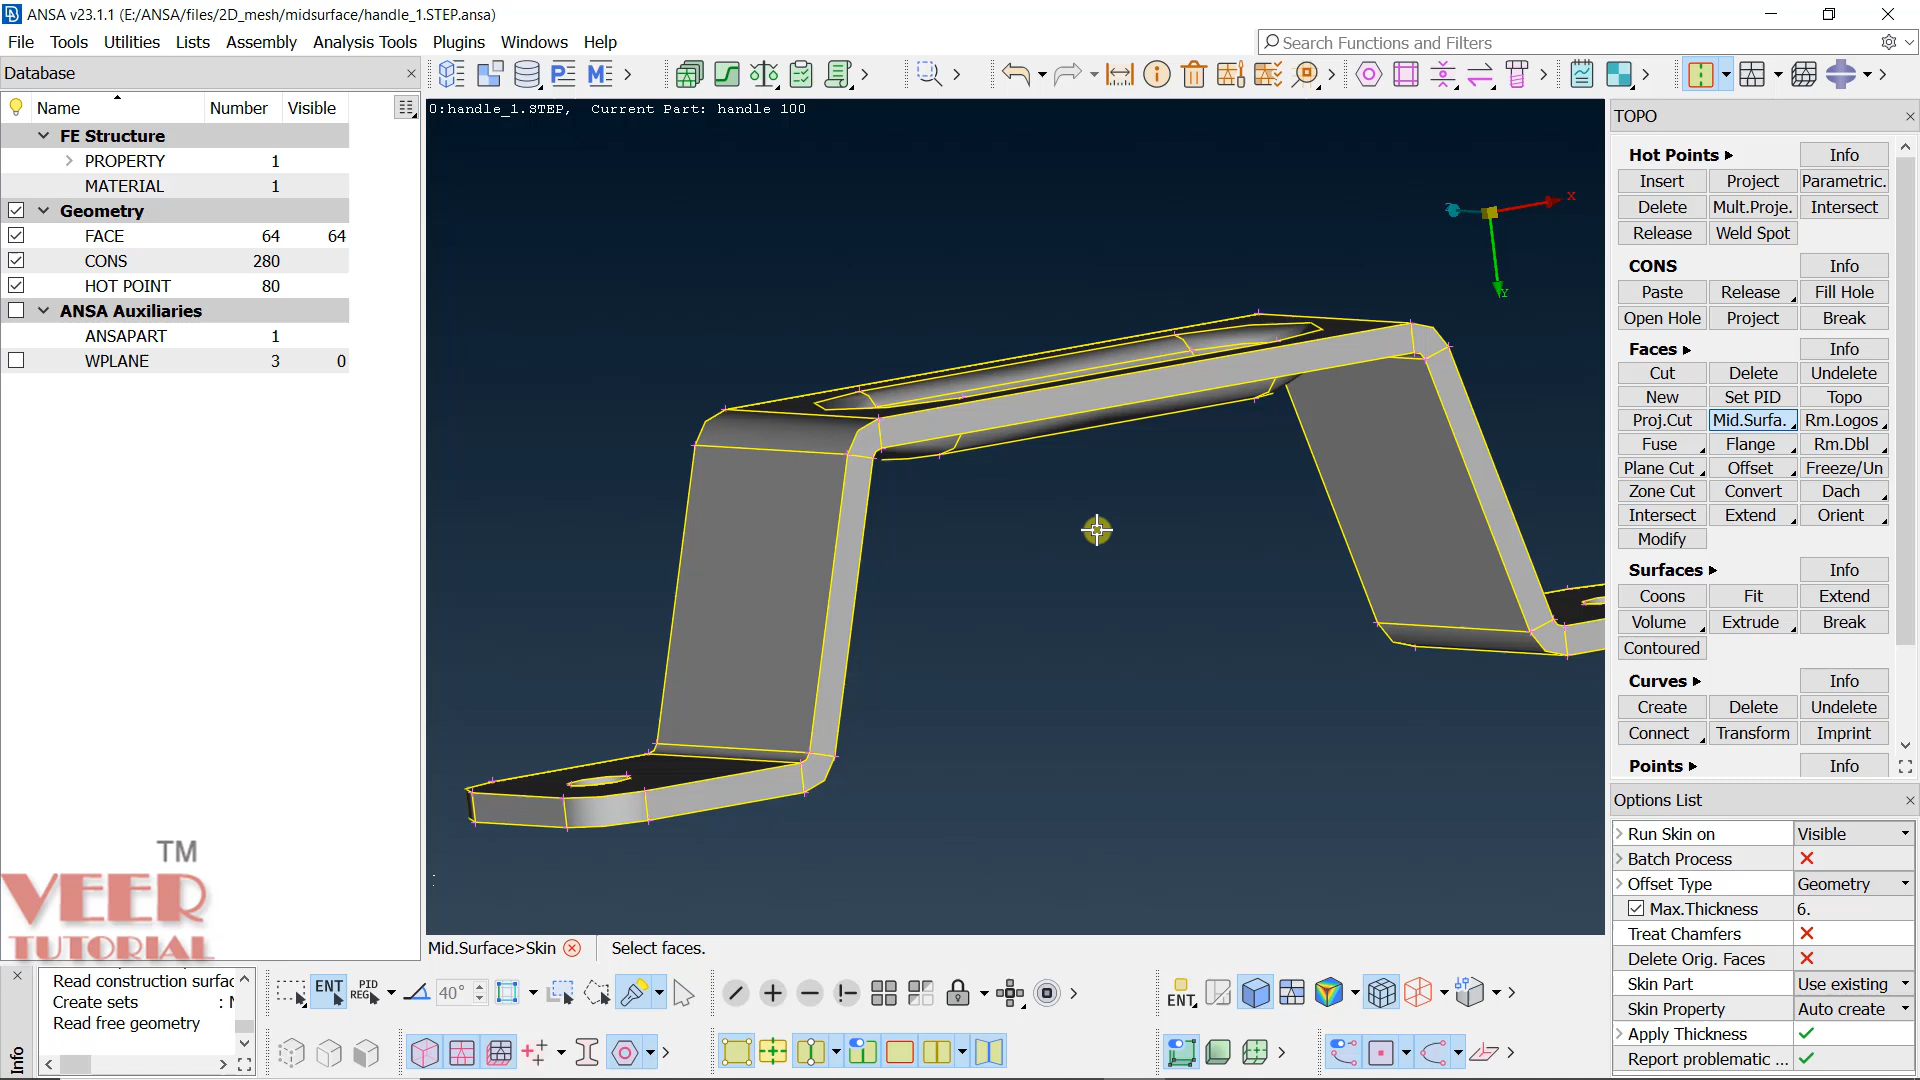 ANSA v23.1.1 (E:/ANSA/files/2D_mesh/midsurface/handle_1.STEP.ansa)
File Tools Utilities Lists Assembly Analysis Tools Plugins Windows Help
Search Functions and Filters
Database
Name Number Visible
FE Structure
PROPERTY 1
MATERIAL 1
Geometry
FACE 64 64
CONS 280
HOT POINT 80
ANSA Auxiliaries
ANSAPART 1
WPLANE 3 0
TM
VEER
TUTORIAL
0:handle_1.STEP, Current Part: handle 100
X
Z
Y
Mid.Surface>Skin Select faces.
Info
Read construction surfac
Create sets :
Read free geometry
ENT PID REG 40°
ENT
TOPO
Hot Points Info
Insert Project Parametric.
Delete Mult.Proje. Intersect
Release Weld Spot
CONS Info
Paste Release Fill Hole
Open Hole Project Break
Faces Info
Cut Delete Undelete
New Set PID Topo
Proj.Cut Mid.Surfa. Rm.Logos
Fuse Flange Rm.Dbl
Plane Cut Offset Freeze/Un
Zone Cut Convert Dach
Intersect Extend Orient
Modify
Surfaces Info
Coons Fit Extend
Volume Extrude Break
Contoured
Curves Info
Create Delete Undelete
Connect Transform Imprint
Points Info
Options List
Run Skin on Visible
Batch Process
Offset Type Geometry
Max.Thickness 6.
Treat Chamfers
Delete Orig. Faces
Skin Part Use existing
Skin Property Auto create
Apply Thickness
Report problematic ...